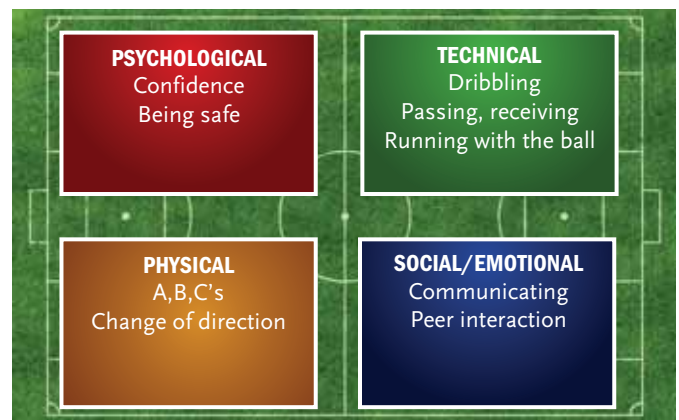 PSYCHOLOGICAL
Confidence
Being safe
TECHNICAL
Dribbling
Passing, receiving
Running with the ball
PHYSICAL
A,B,C's
Change of direction
SOCIAL/EMOTIONAL
Communicating
Peer interaction